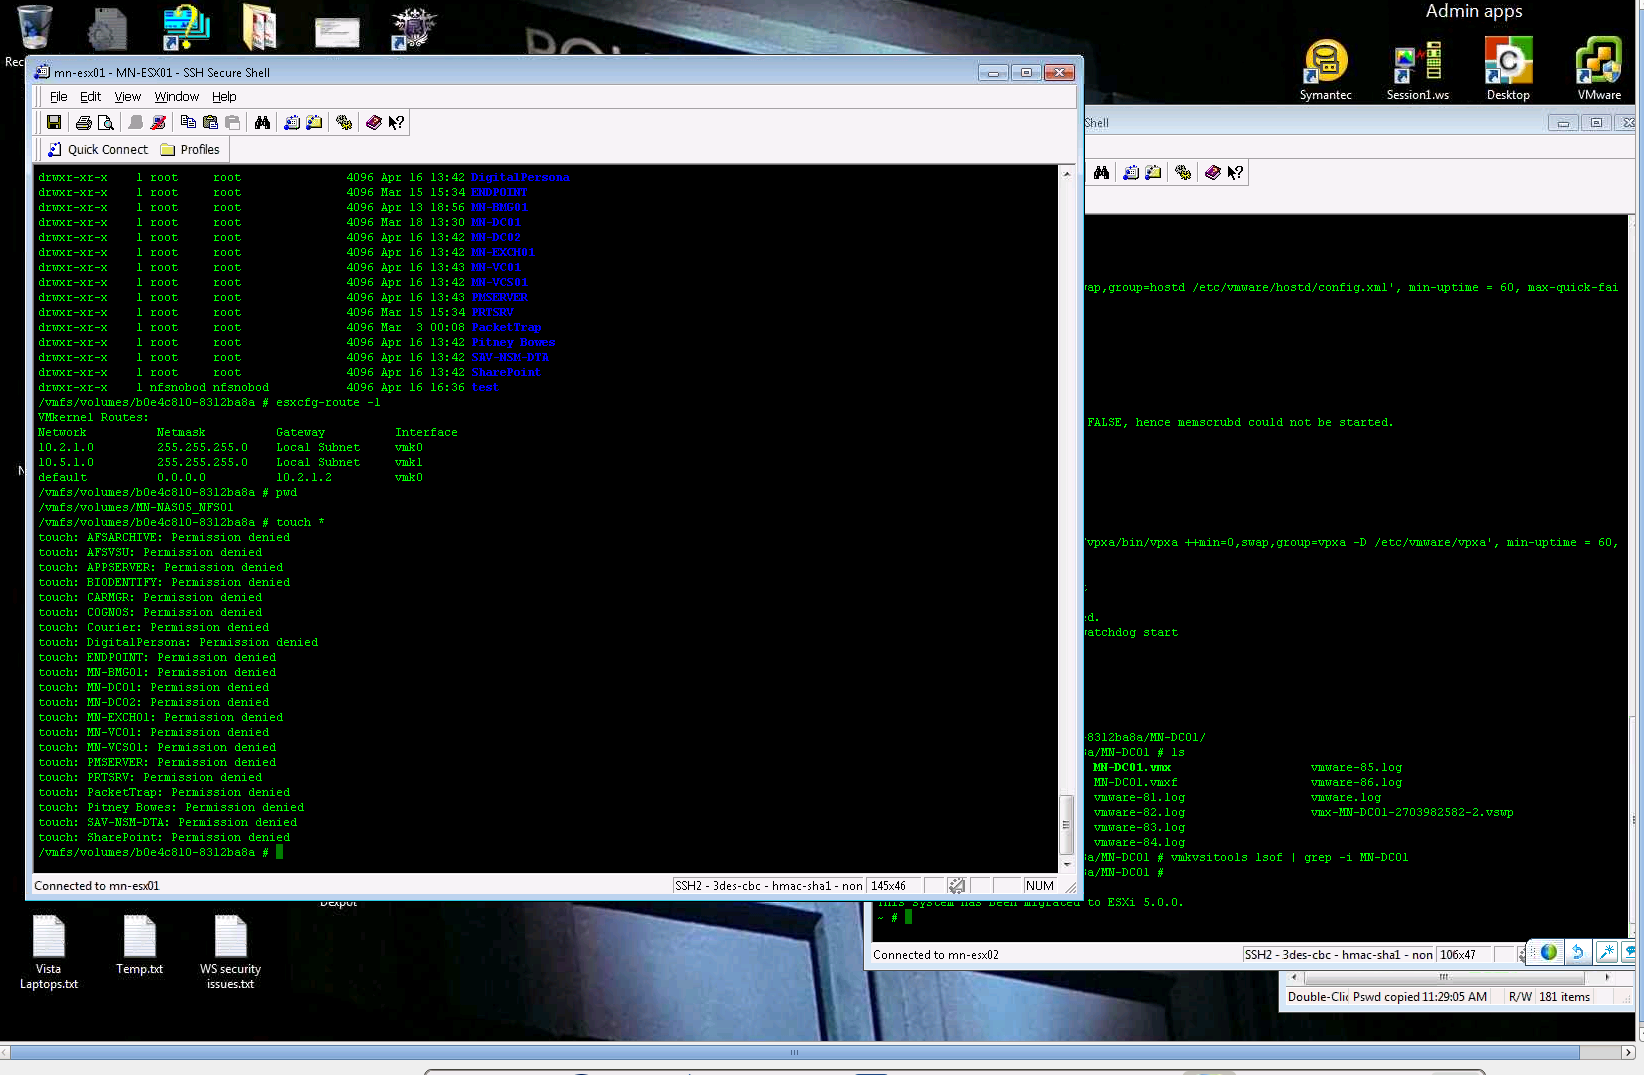 Admin apps
Rec
Symantec
Session1.ws
Desktop
VMware
mn-esx01 - MN-ESX01 - SSH Secure Shell
File Edit View Window Help
Quick Connect Profiles
drwxr-xr-x 1 root root 4096 Apr 16 13:42 DigitalPersona
drwxr-xr-x 1 root root 4096 Mar 15 15:34 ENDPOINT
drwxr-xr-x 1 root root 4096 Apr 13 18:56 MN-BMG01
drwxr-xr-x 1 root root 4096 Mar 18 13:30 MN-DC01
drwxr-xr-x 1 root root 4096 Apr 16 13:42 MN-DC02
drwxr-xr-x 1 root root 4096 Apr 16 13:42 MN-EXCH01
drwxr-xr-x 1 root root 4096 Apr 16 13:43 MN-VC01
drwxr-xr-x 1 root root 4096 Apr 16 13:42 MN-VCS01
drwxr-xr-x 1 root root 4096 Apr 16 13:43 PMSERVER
drwxr-xr-x 1 root root 4096 Mar 15 15:34 PRTSRV
drwxr-xr-x 1 root root 4096 Mar 3 00:08 PacketTrap
drwxr-xr-x 1 root root 4096 Apr 16 13:42 Pitney Bowes
drwxr-xr-x 1 root root 4096 Apr 16 13:42 SAV-NSM-DTA
drwxr-xr-x 1 root root 4096 Apr 16 13:42 SharePoint
drwxr-xr-x 1 nfsnobod nfsnobod 4096 Apr 16 16:36 test
/vmfs/volumes/b0e4c810-8312ba8a # esxcfg-route -l
VMkernel Routes:
Network Netmask Gateway Interface
10.2.1.0 255.255.255.0 Local Subnet vmk0
10.5.1.0 255.255.255.0 Local Subnet vmk1
default 0.0.0.0 10.2.1.2 vmk0
/vmfs/volumes/b0e4c810-8312ba8a # pwd
/vmfs/volumes/MN-NAS05_NFS01
/vmfs/volumes/b0e4c810-8312ba8a # touch *
touch: AFSARCHIVE: Permission denied
touch: AFSVSU: Permission denied
touch: APPSERVER: Permission denied
touch: BIODENTIFY: Permission denied
touch: CARMGR: Permission denied
touch: COGNOS: Permission denied
touch: Courier: Permission denied
touch: DigitalPersona: Permission denied
touch: ENDPOINT: Permission denied
touch: MN-BMG01: Permission denied
touch: MN-DC01: Permission denied
touch: MN-DC02: Permission denied
touch: MN-EXCH01: Permission denied
touch: MN-VC01: Permission denied
touch: MN-VCS01: Permission denied
touch: PMSERVER: Permission denied
touch: PRTSRV: Permission denied
touch: PacketTrap: Permission denied
touch: Pitney Bowes: Permission denied
touch: SAV-NSM-DTA: Permission denied
touch: SharePoint: Permission denied
/vmfs/volumes/b0e4c810-8312ba8a #
Connected to mn-esx01 SSH2 - 3des-cbc - hmac-sha1 - non 145x46 NUM
Shell
wap,group=hostd /etc/vmware/hostd/config.xml', min-uptime = 60, max-quick-fai
FALSE, hence memscrubd could not be started.
/vpxa/bin/vpxa ++min=0,swap,group=vpxa -D /etc/vmware/vpxa', min-uptime = 60,
d.
watchdog start
-8312ba8a/MN-DC01/
a/MN-DC01 # ls
MN-DC01.vmx vmware-85.log
MN-DC01.vmxf vmware-86.log
vmware-81.log vmware.log
vmware-82.log vmx-MN-DC01-2703982582-2.vswp
vmware-83.log
vmware-84.log
a/MN-DC01 # vmkvsitools lsof | grep -i MN-DC01
a/MN-DC01 #
This system has been migrated to ESXi 5.0.0.
~ #
Connected to mn-esx02 SSH2 - 3des-cbc - hmac-sha1 - non 106x47
Double-Clic Pswd copied 11:29:05 AM R/W 181 items
Dexpot
Vista Laptops.txt
Temp.txt
WS security issues.txt